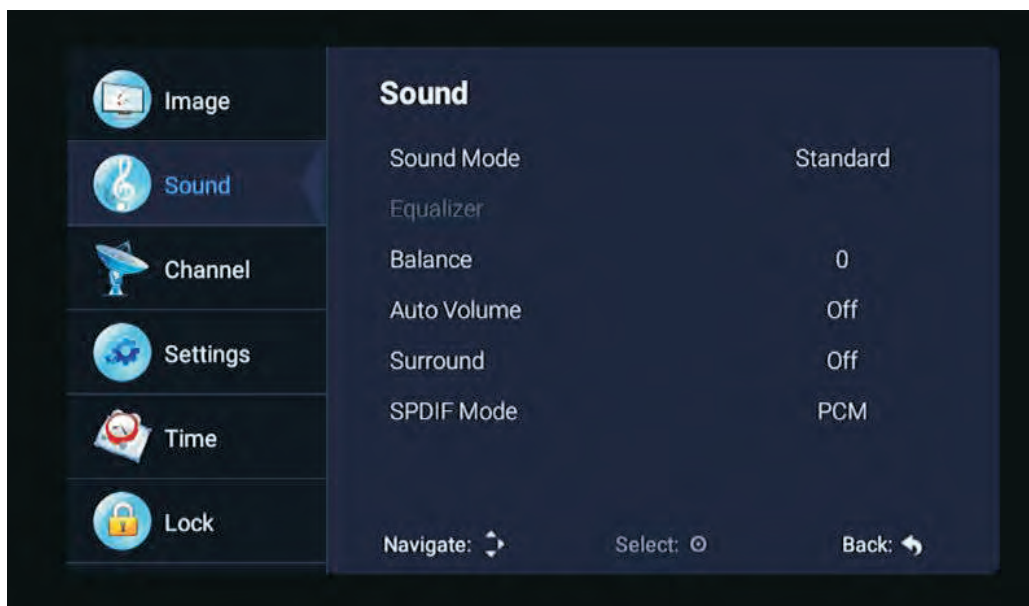 Image
Sound
Channel
Settings
Time
Lock
Sound
Sound Mode Standard
Equalizer
Balance 0
Auto Volume Off
Surround Off
SPDIF Mode PCM
Navigate: Select: Back: